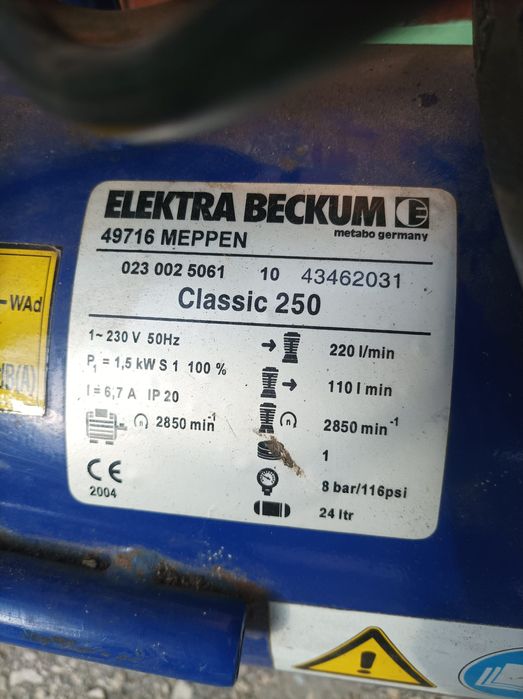 ELEKTRA BECKUM
49716 MEPPEN metabo germany
023 002 5061 10 43462031
Classic 250
1~ 230 V 50Hz 220 l/min
P1 = 1,5 kW S 1 100 % 110 l min
I = 6,7 A IP 20
2850 min-1 2850 min-1
1
CE 8 bar/116psi
2004 24 ltr
-WAd
(A)